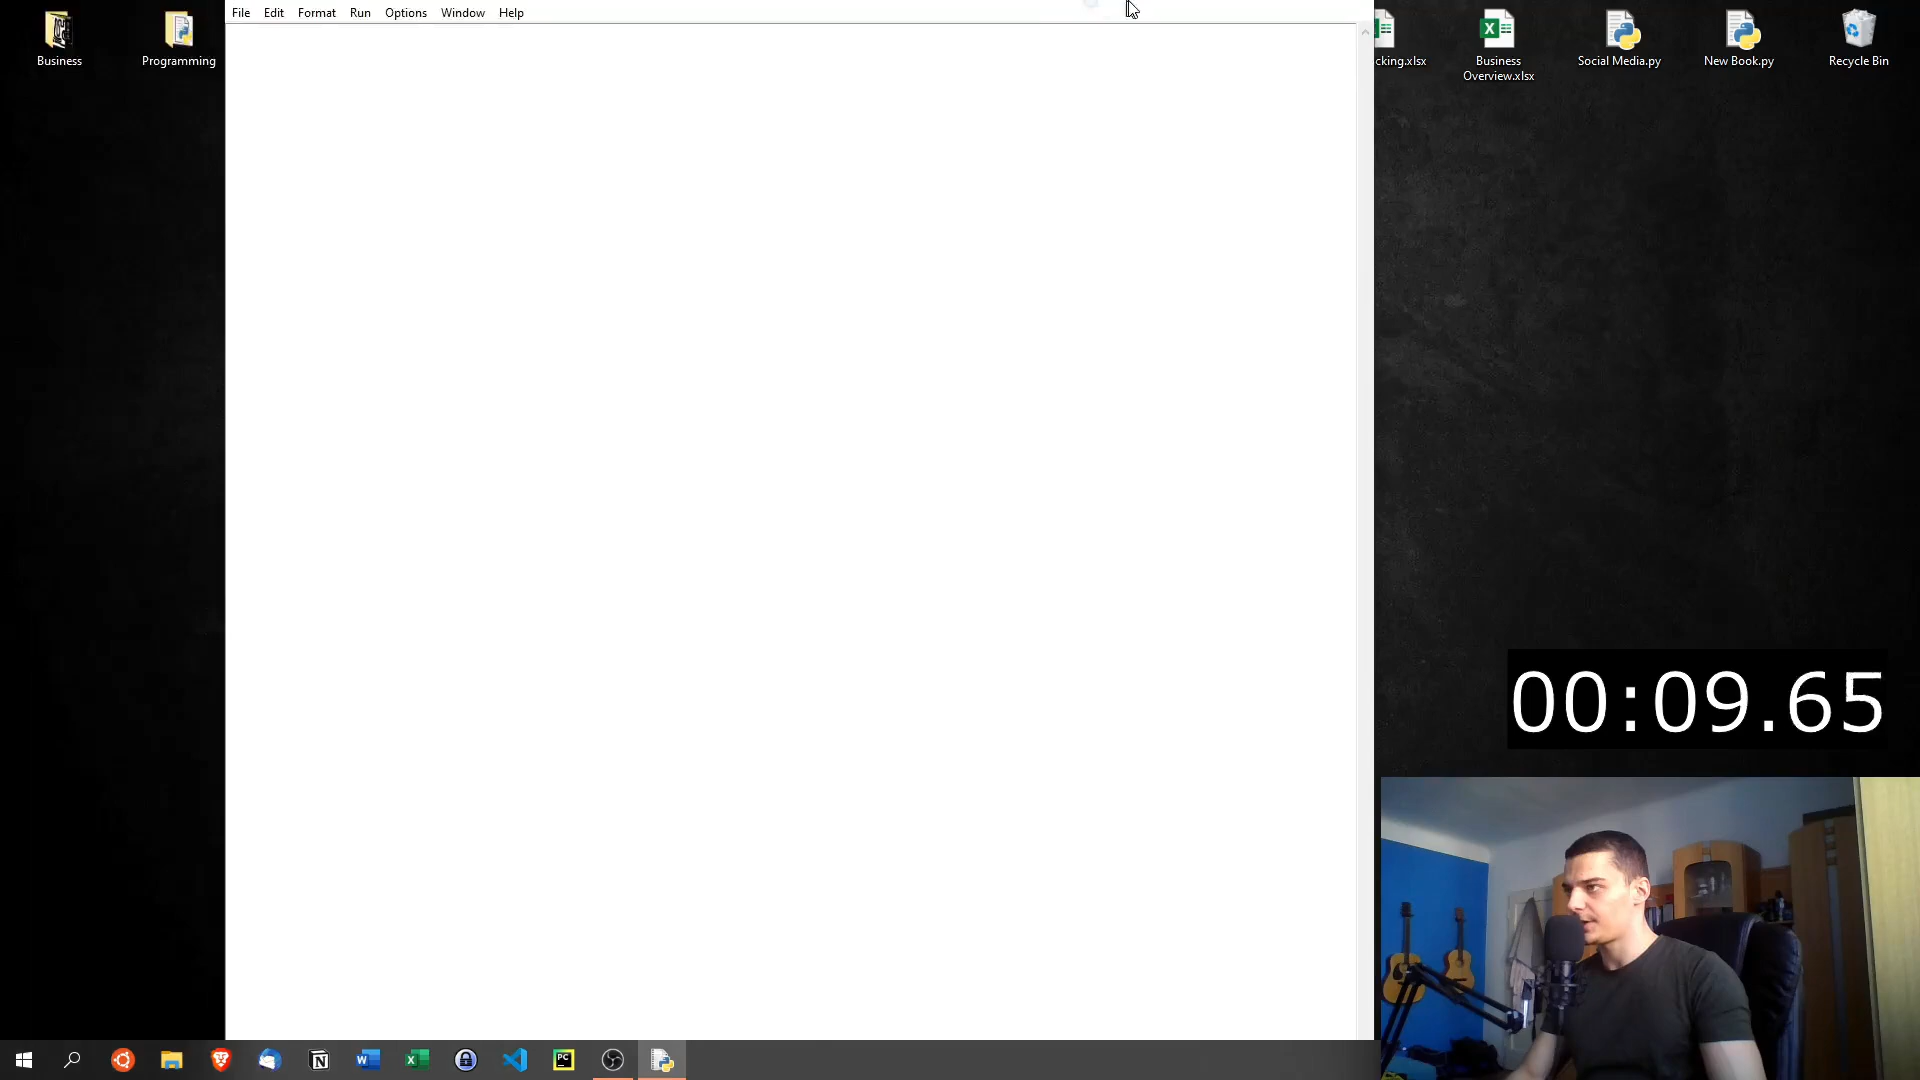 File Edit Format Run Options Window Help
Business
Programming
cking.xlsx
Business
Overview.xlsx
Social Media.py
New Book.py
Recycle Bin
00:09.65